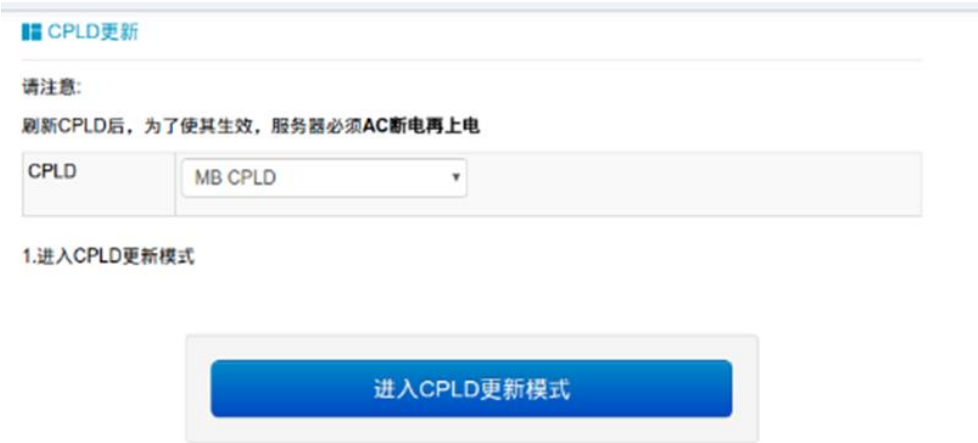 CPLD更新
请注意:
刷新CPLD后，为了使其生效，服务器必须AC断电再上电
CPLD MB CPLD
1.进入CPLD更新模式
进入CPLD更新模式